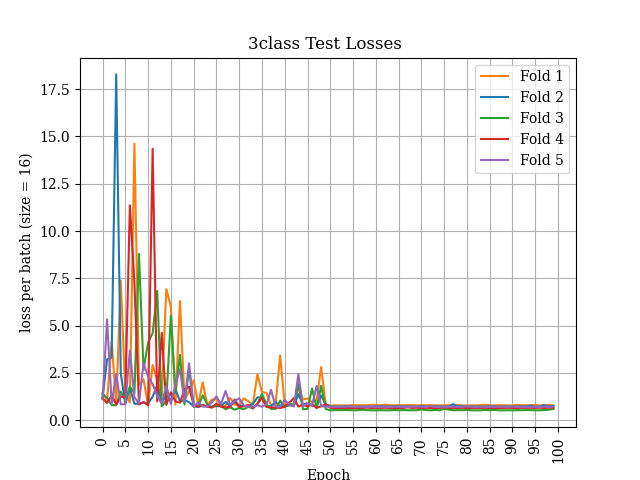 3class Test Losses
Fold 1
Fold 2
Fold 3
Fold 4
Fold 5
loss per batch (size = 16)
17.5
15.0
12.5
10.0
7.5
5.0
2.5
0.0
0 5 10 15 20 25 30 35 40 45 50 55 60 65 70 75 80 85 90 95 100
Epoch